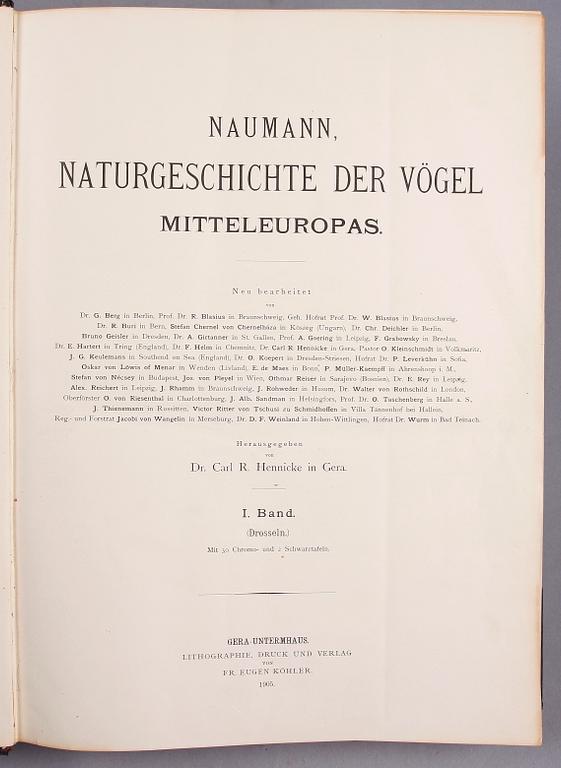 NAUMANN,
NATURGESCHICHTE DER VÖGEL
MITTELEUROPAS.
Neu bearbeitet
von
Dr. G. Berg in Berlin, Prof. Dr. R. Blasius in Braunschweig, Geh. Hofrat Prof. Dr. W. Blasius in Braunschweig,
Dr. R. Buri in Bern, Stefan Chernel von Chernelháza in Köszeg (Ungarn), Dr. Chr. Deichler in Berlin,
Bruno Geisler in Dresden, Dr. A. Girtanner in St. Gallen, Prof. A. Goering in Leipzig, F. Grabowsky in Breslau,
Dr. E. Hartert in Tring (England), Dr. F. Helm in Chemnitz, Dr. Carl R. Hennicke in Gera, Pastor O. Kleinschmidt in Volkmaritz,
J. G. Keulemans in Southend on Sea (England), Dr. O. Koepert in Dresden-Striesen, Hofrat Dr. P. Leverkühn in Sofia,
Oskar von Löwis of Menar in Wenden (Livland), E. de Maes in Bonn, P. Müller-Kaempff in Ahrenshoop i. M.,
Stefan von Nécsey in Budapest, Jos. von Pleyel in Wien, Othmar Reiser in Sarajevo (Bosnien), Dr. E. Rey in Leipzig,
Alex. Reichert in Leipzig, J. Rhamm in Braunschweig, J. Rohweder in Husum, Dr. Walter von Rothschild in London,
Oberförster O. von Riesenthal in Charlottenburg, J. Alb. Sandman in Helsingfors, Prof. Dr. O. Taschenberg in Halle a. S.,
J. Thienemann in Rossitten, Victor Ritter von Tschusi zu Schmidhoffen in Villa Tännenhof bei Hallein,
Reg.- und Forstrat Jacobi von Wangelin in Merseburg, Dr. D. F. Weinland in Hohen-Wittlingen, Hofrat Dr. Wurm in Bad Teinach.
Herausgegeben
von
Dr. Carl R. Hennicke in Gera.
I. Band.
(Drosseln.)
Mit 30 Chromo- und 2 Schwarztafeln.
GERA-UNTERMHAUS.
LITHOGRAPHIE, DRUCK UND VERLAG
VON
FR. EUGEN KÖHLER.
1905.